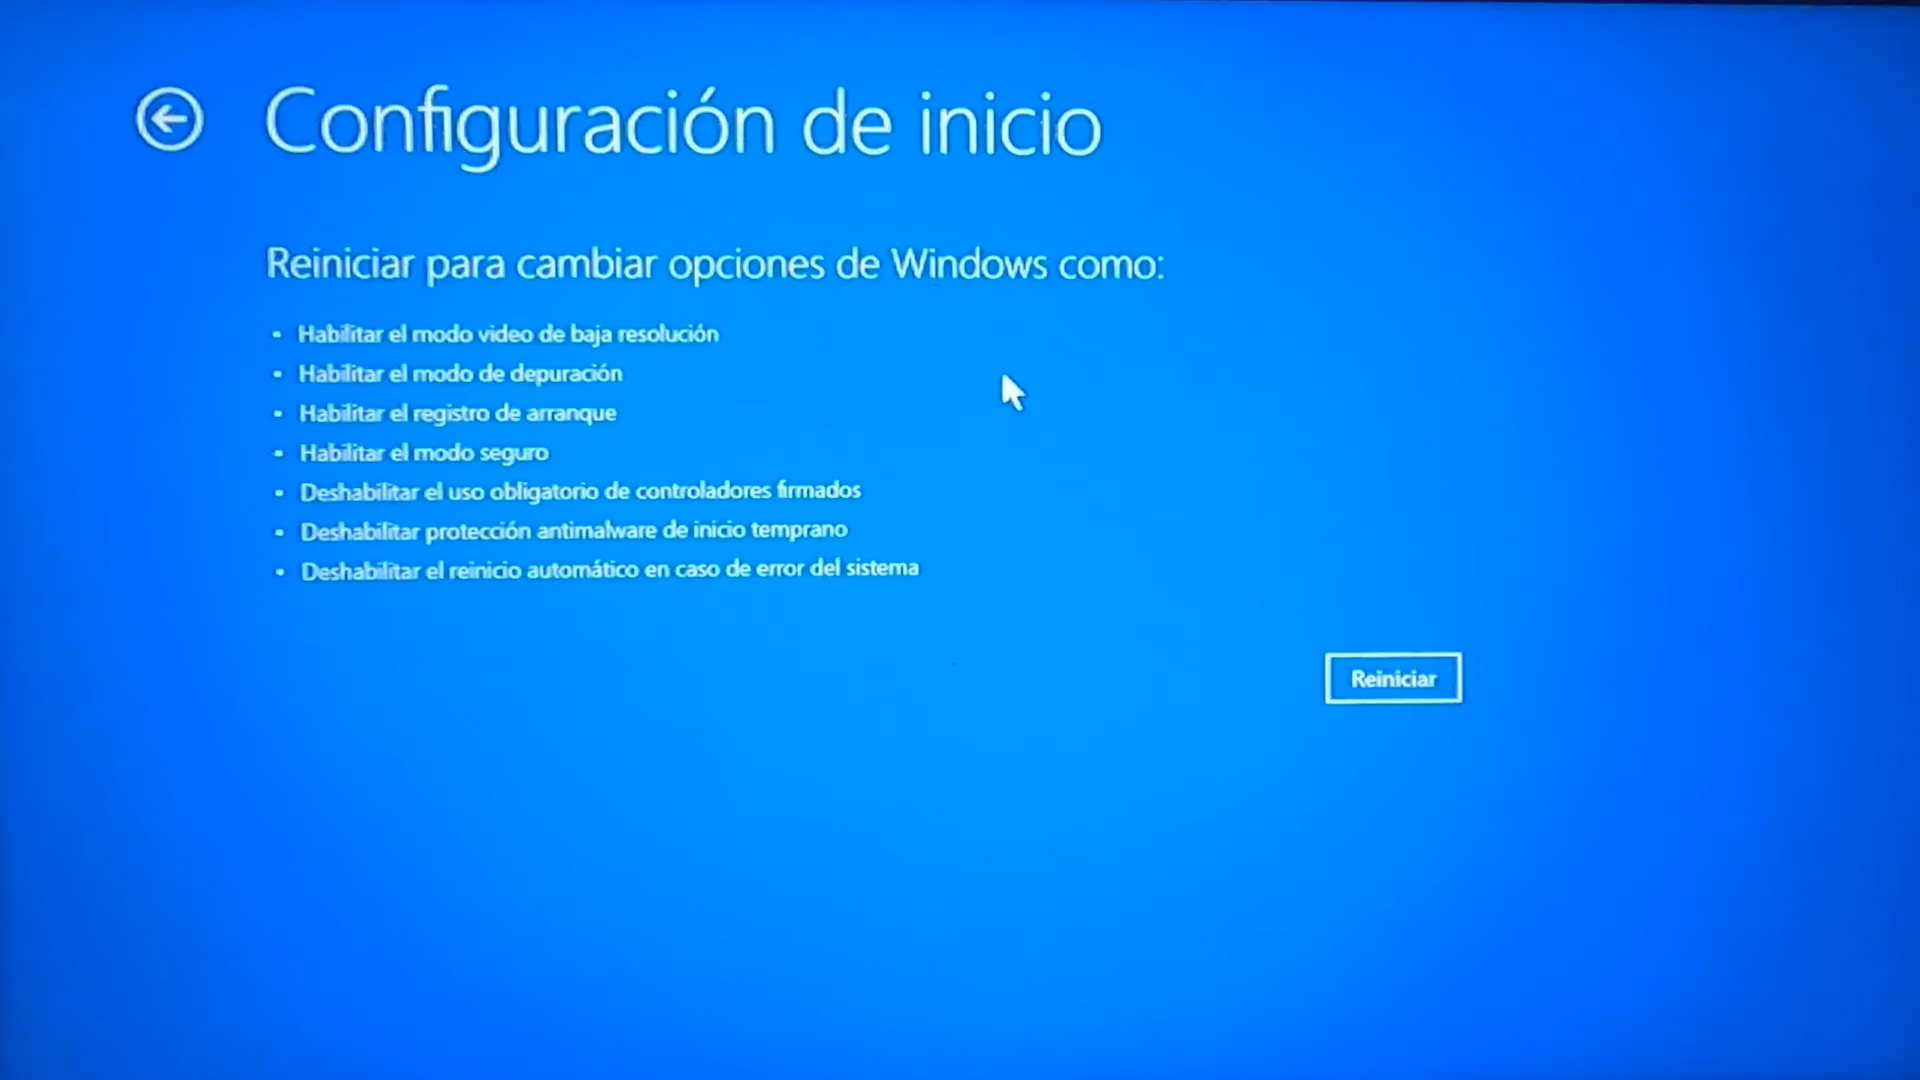 Configuración de inicio
Reiniciar para cambiar opciones de Windows como:
• Habilitar el modo video de baja resolución
• Habilitar el modo de depuración
• Habilitar el registro de arranque
• Habilitar el modo seguro
• Deshabilitar el uso obligatorio de controladores firmados
• Deshabilitar protección antimalware de inicio temprano
• Deshabilitar el reinicio automático en caso de error del sistema
Reiniciar